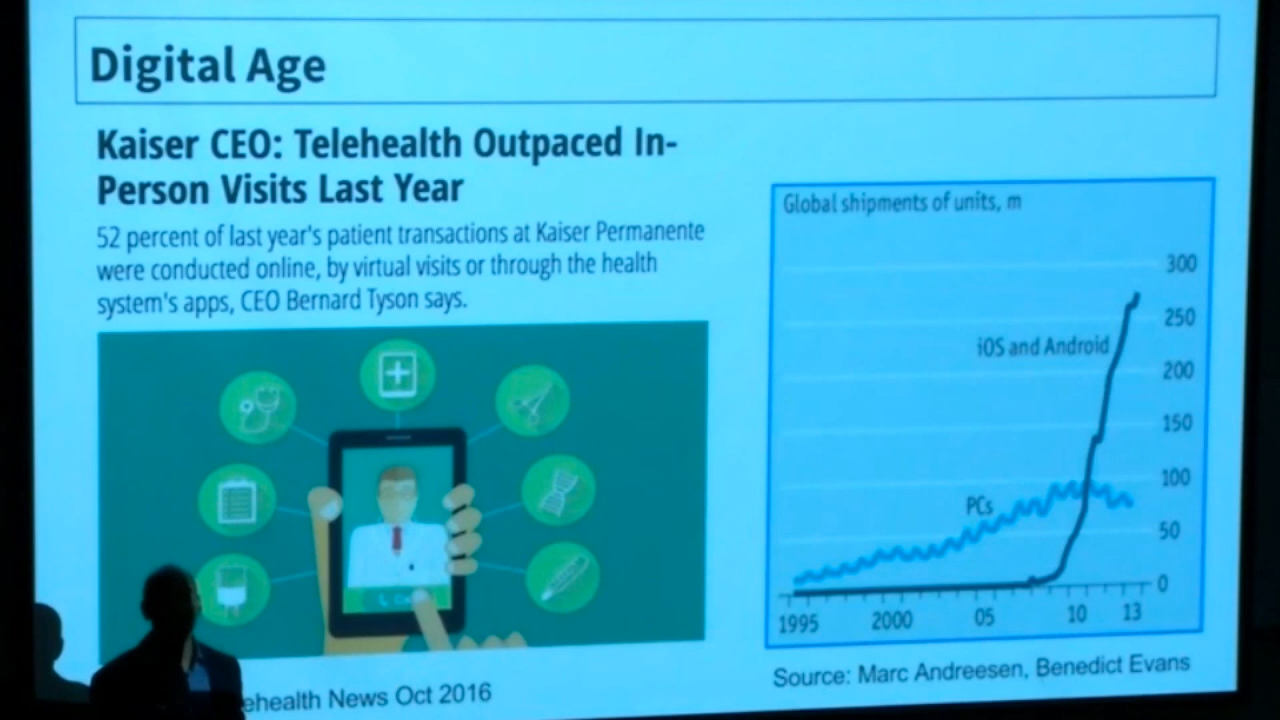 Digital Age
Kaiser CEO: Telehealth Outpaced In-
Person Visits Last Year
52 percent of last year's patient transactions at Kaiser Permanente
were conducted online, by virtual visits or through the health
system's apps, CEO Bernard Tyson says.
ehealth News Oct 2016
Global shipments of units, m
300
250
iOS and Android
200
150
100
PCs
50
0
1995 2000 05 10 13
Source: Marc Andreesen, Benedict Evans